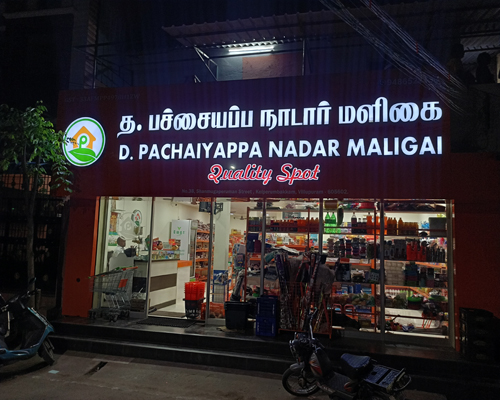 த. பச்சையப்ப நாடார் மளிகை
D. PACHAIYAPPA NADAR MALIGAI
Quality Spot